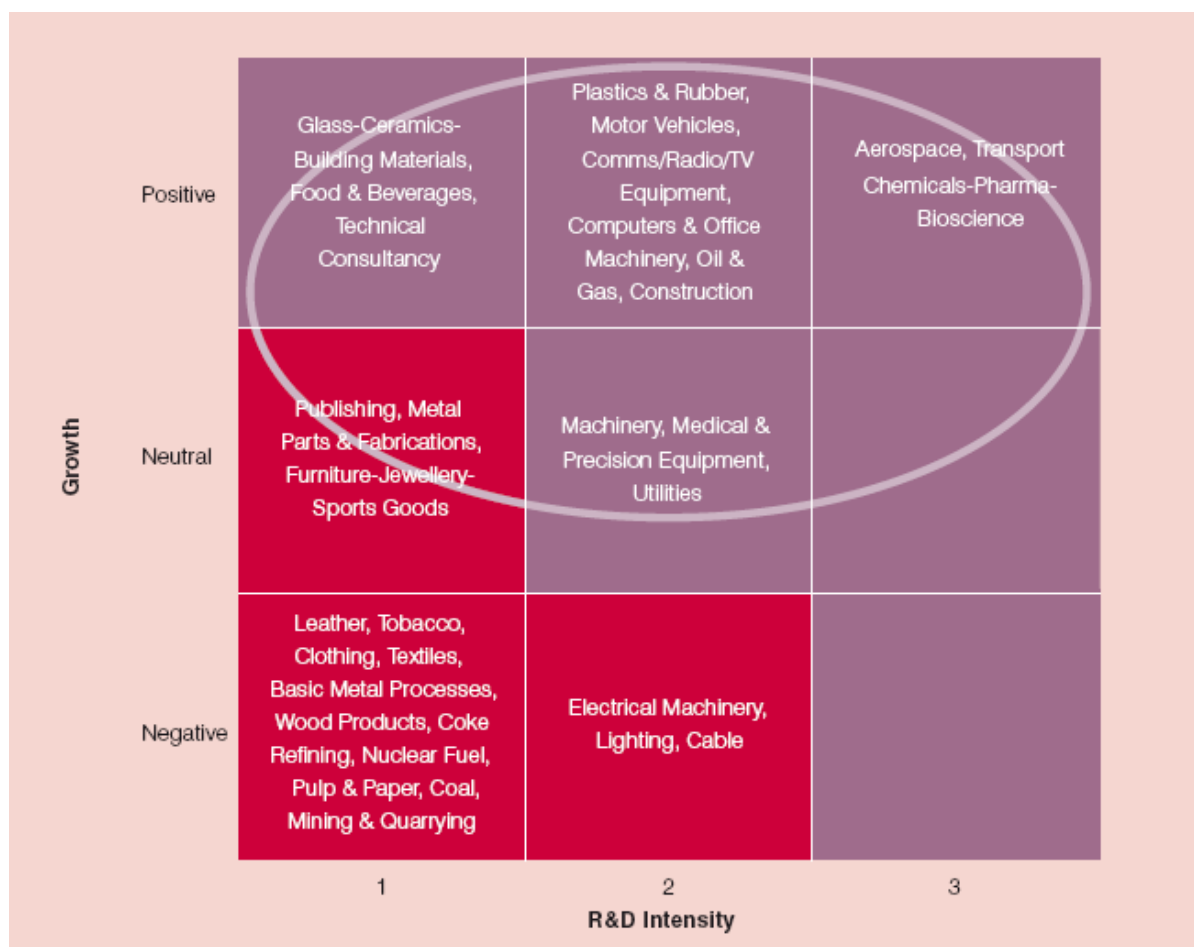 Glass-Ceramics-
Building Materials,
Food & Beverages,
Technical
Consultancy
Plastics & Rubber,
Motor Vehicles,
Comms/Radio/TV
Equipment,
Computers & Office
Machinery, Oil &
Gas, Construction
Aerospace, Transport
Chemicals-Pharma-
Bioscience
Positive
Publishing, Metal
Parts & Fabrications,
Furniture-Jewellery-
Sports Goods
Machinery, Medical &
Precision Equipment,
Utilities
Neutral
Growth
Leather, Tobacco,
Clothing, Textiles,
Basic Metal Processes,
Wood Products, Coke
Refining, Nuclear Fuel,
Pulp & Paper, Coal,
Mining & Quarrying
Electrical Machinery,
Lighting, Cable
Negative
1
2
3
R&D Intensity